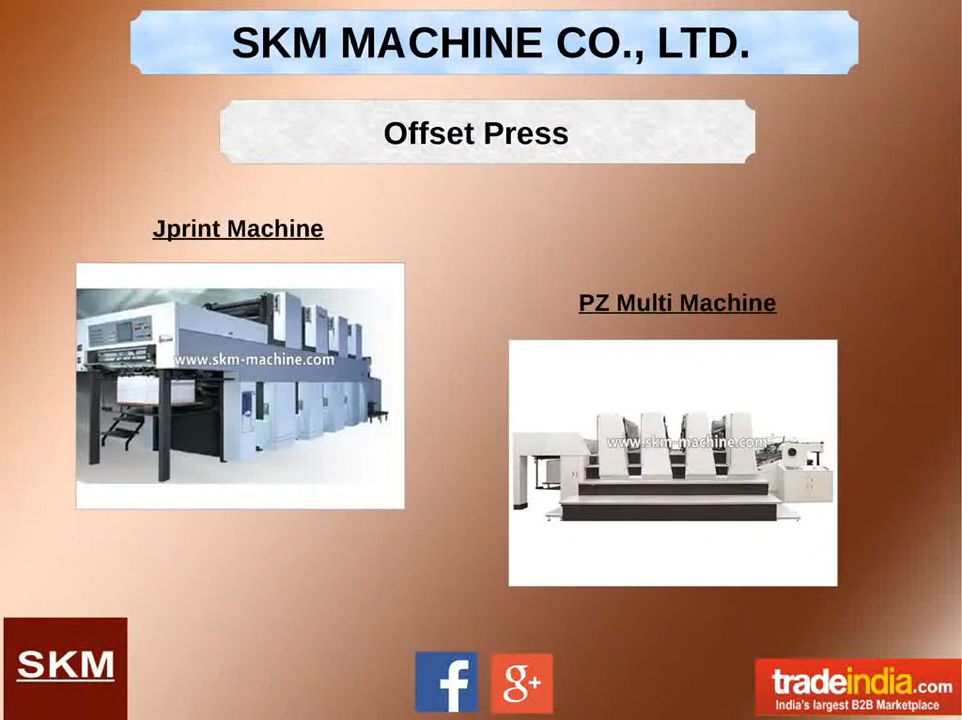 SKM MACHINE CO., LTD.
Offset Press
Jprint Machine
www.skm-machine.com
PZ Multi Machine
www.skm-machine.com
SKM
f
g+
tradeindia.com
India's largest B2B Marketplace